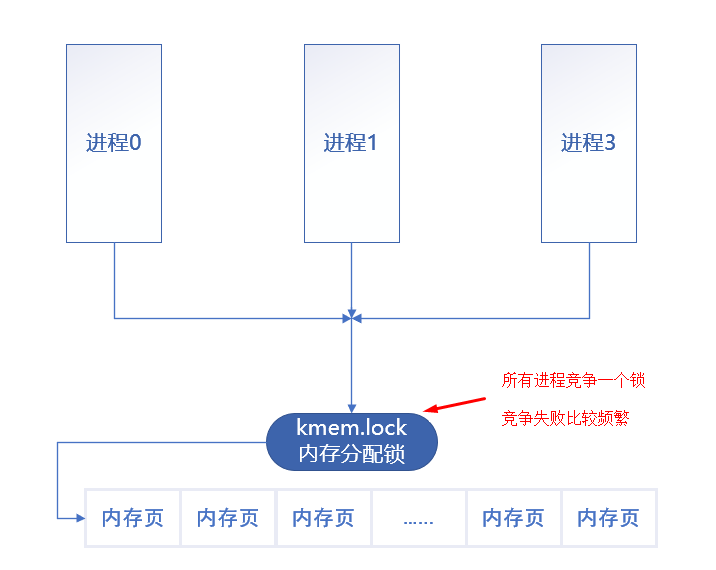 进程0
进程1
进程3
所有进程竞争一个锁
竞争失败比较频繁
kmem.lock
内存分配锁
内存页 内存页 内存页 ...... 内存页 内存页